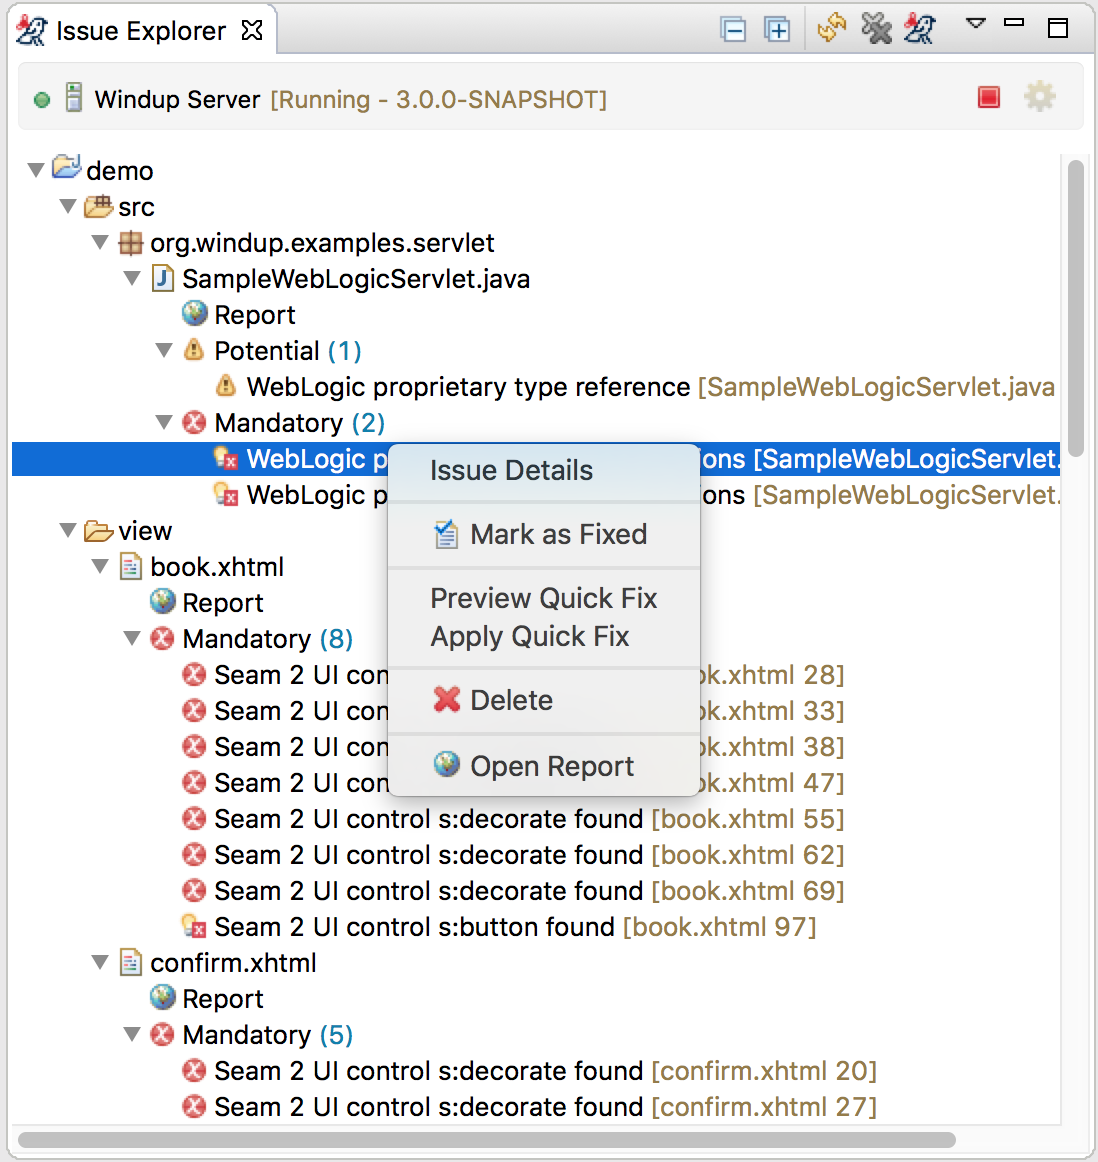 Issue Explorer
Windup Server [Running - 3.0.0-SNAPSHOT]
demo
src
org.windup.examples.servlet
SampleWebLogicServlet.java
Report
Potential (1)
WebLogic proprietary type reference [SampleWebLogicServlet.java
Mandatory (2)
WebLogic p ons [SampleWebLogicServlet.
WebLogic p ons [SampleWebLogicServlet.
Issue Details
Mark as Fixed
Preview Quick Fix
Apply Quick Fix
Delete
Open Report
view
book.xhtml
Report
Mandatory (8)
Seam 2 UI con ok.xhtml 28]
Seam 2 UI con ok.xhtml 33]
Seam 2 UI con ok.xhtml 38]
Seam 2 UI con ok.xhtml 47]
Seam 2 UI control s:decorate found [book.xhtml 55]
Seam 2 UI control s:decorate found [book.xhtml 62]
Seam 2 UI control s:decorate found [book.xhtml 69]
Seam 2 UI control s:button found [book.xhtml 97]
confirm.xhtml
Report
Mandatory (5)
Seam 2 UI control s:decorate found [confirm.xhtml 20]
Seam 2 UI control s:decorate found [confirm.xhtml 27]